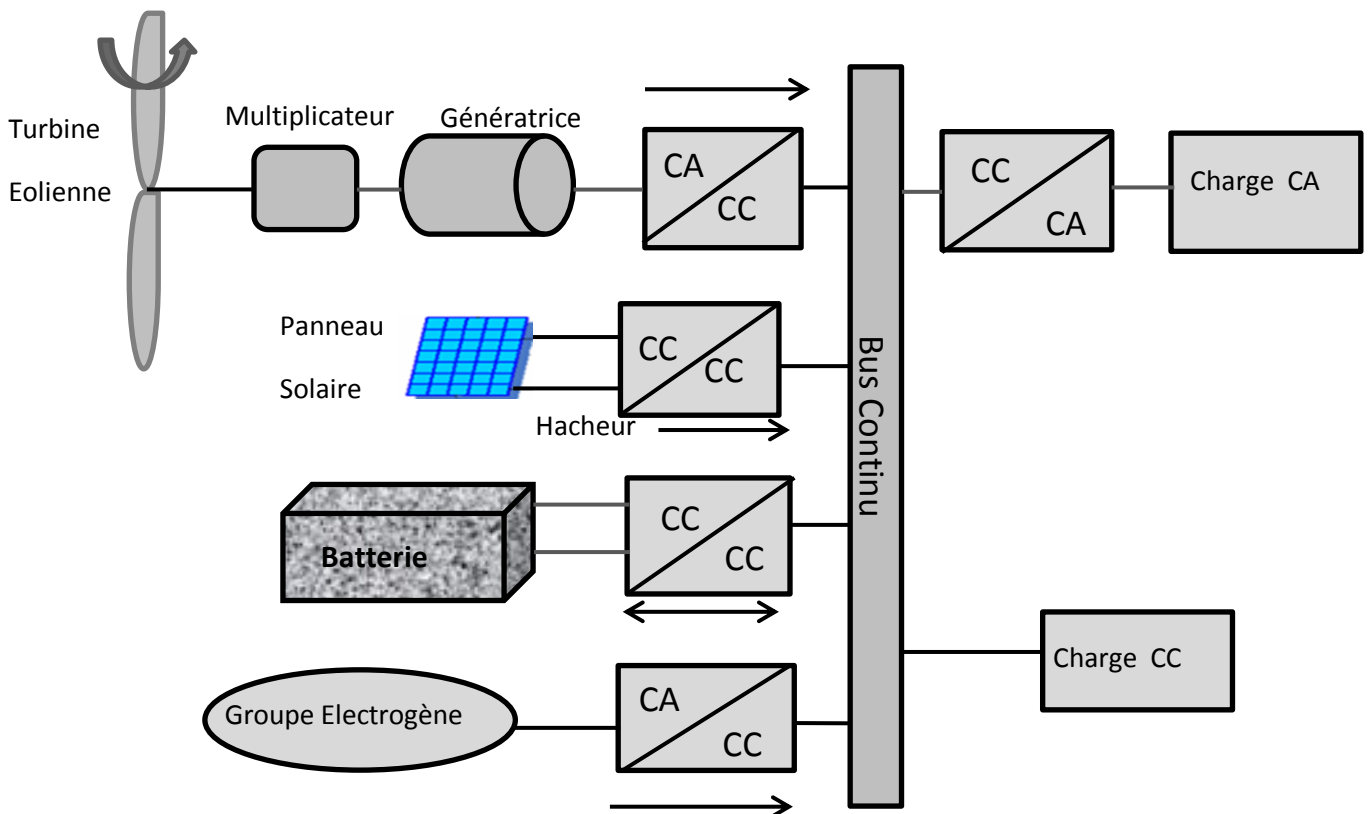 Turbine
Eolienne
Multiplicateur
Génératrice
CA
CC
CC
CA
Charge CA
Panneau
Solaire
CC
CC
Hacheur
Bus Continu
Batterie
CC
CC
Groupe Electrogène
CA
CC
Charge CC